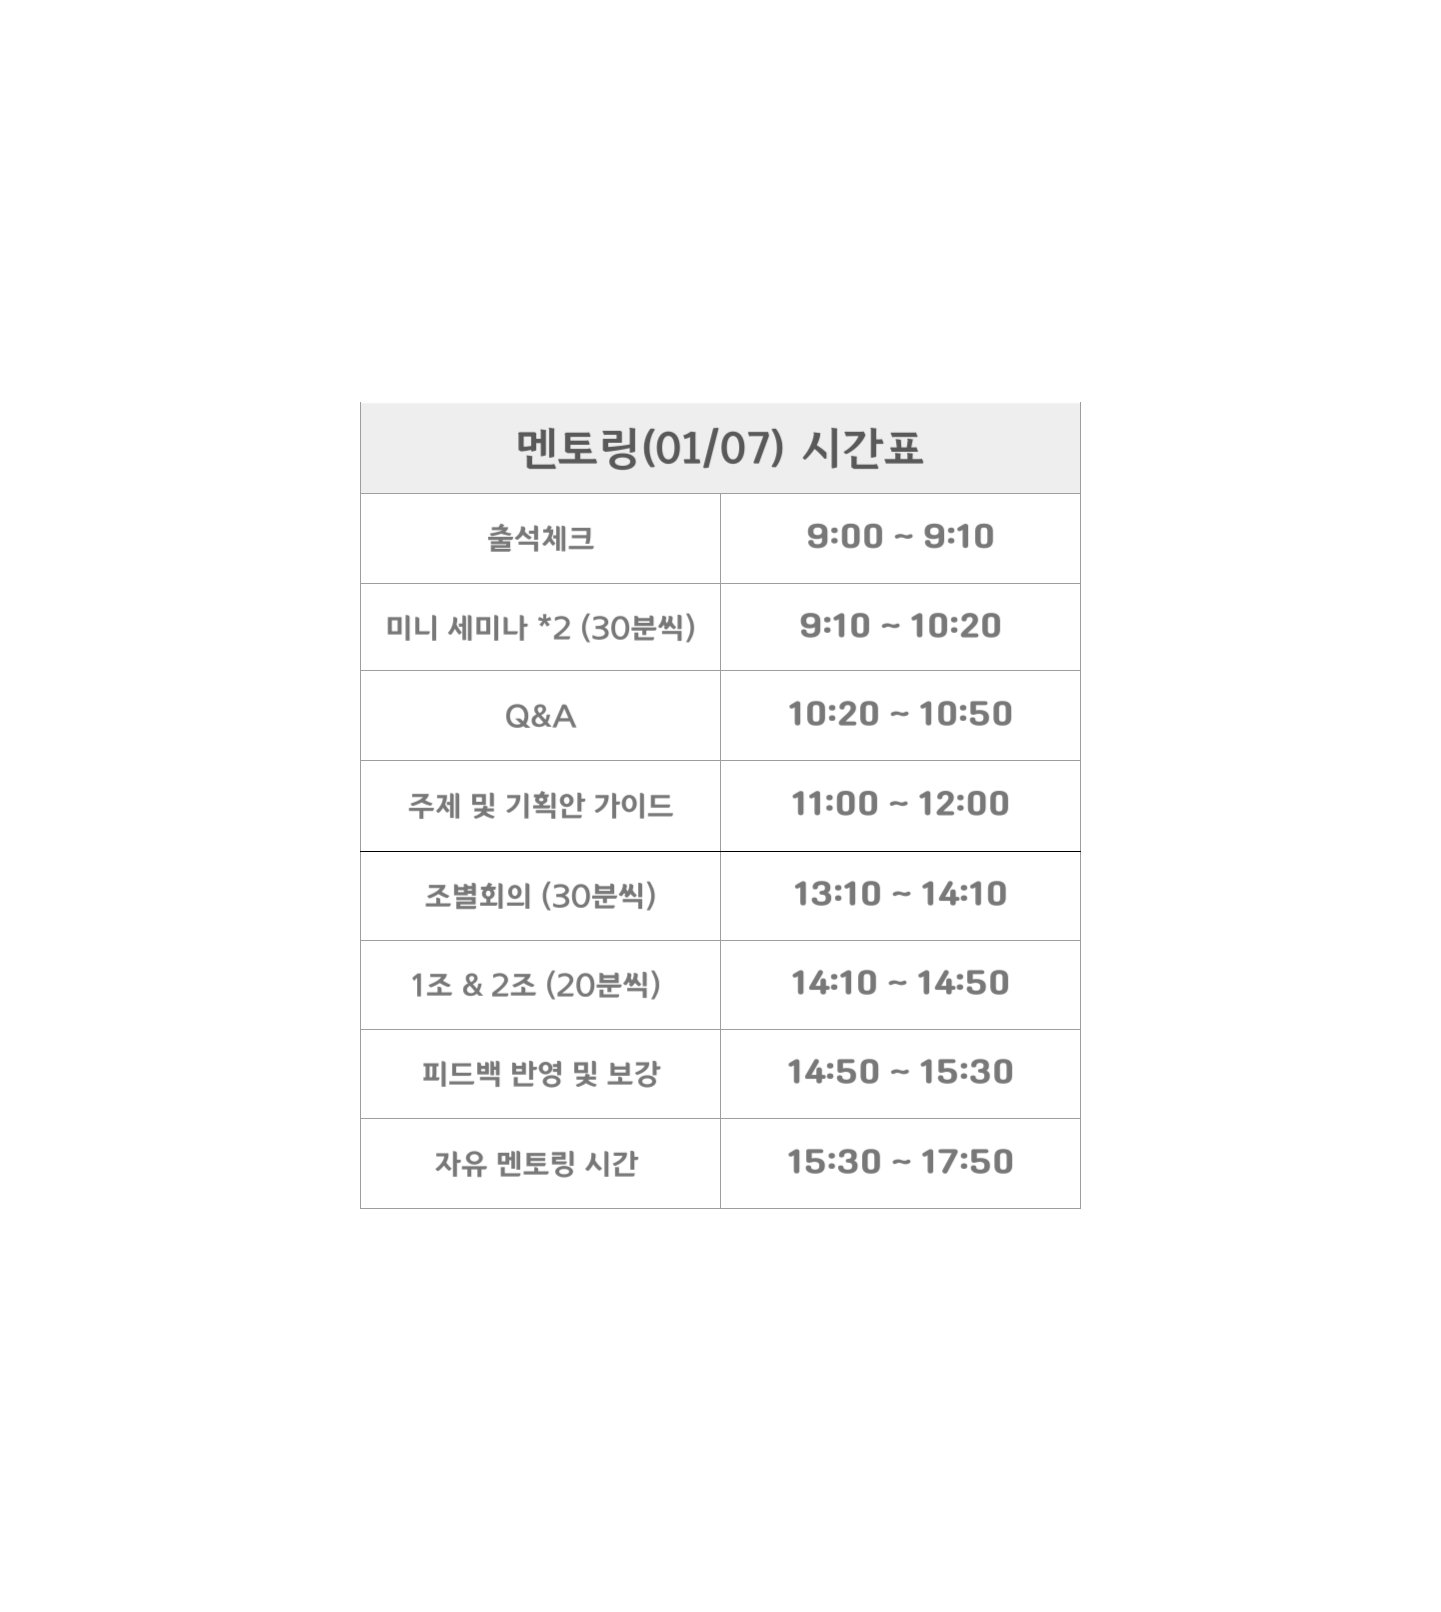 멘토링(01/07) 시간표
출석체크 9:00 ~ 9:10
미니 세미나 *2 (30분씩) 9:10 ~ 10:20
Q&A 10:20 ~ 10:50
주제 및 기획안 가이드 11:00 ~ 12:00
조별회의 (30분씩) 13:10 ~ 14:10
1조 & 2조 (20분씩) 14:10 ~ 14:50
피드백 반영 및 보강 14:50 ~ 15:30
자유 멘토링 시간 15:30 ~ 17:50